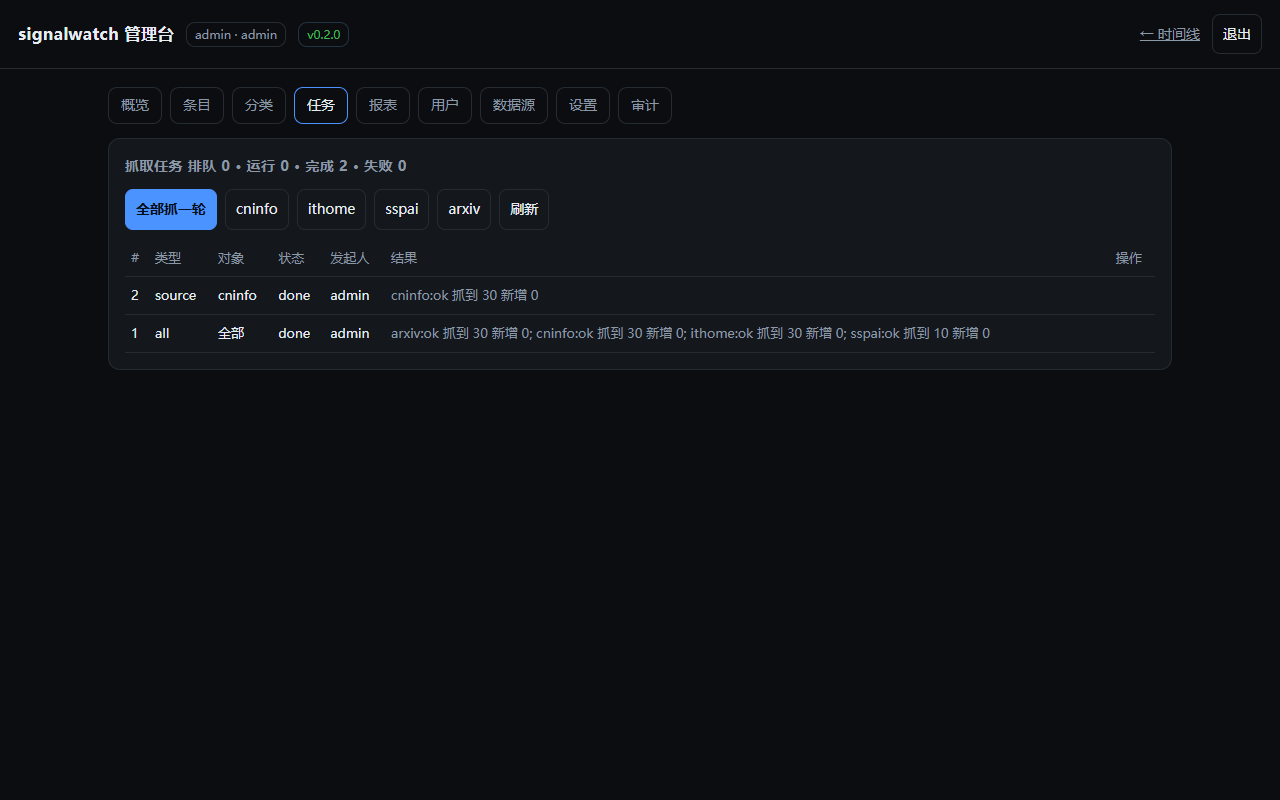 signalwatch 管理台 admin · admin v0.2.0 ← 时间线 退出
概览 条目 分类 任务 报表 用户 数据源 设置 审计
抓取任务 排队 0 • 运行 0 • 完成 2 • 失败 0
全部抓一轮 cninfo ithome sspai arxiv 刷新
# 类型 对象 状态 发起人 结果 操作
2 source cninfo done admin cninfo:ok 抓到 30 新增 0
1 all 全部 done admin arxiv:ok 抓到 30 新增 0; cninfo:ok 抓到 30 新增 0; ithome:ok 抓到 30 新增 0; sspai:ok 抓到 10 新增 0